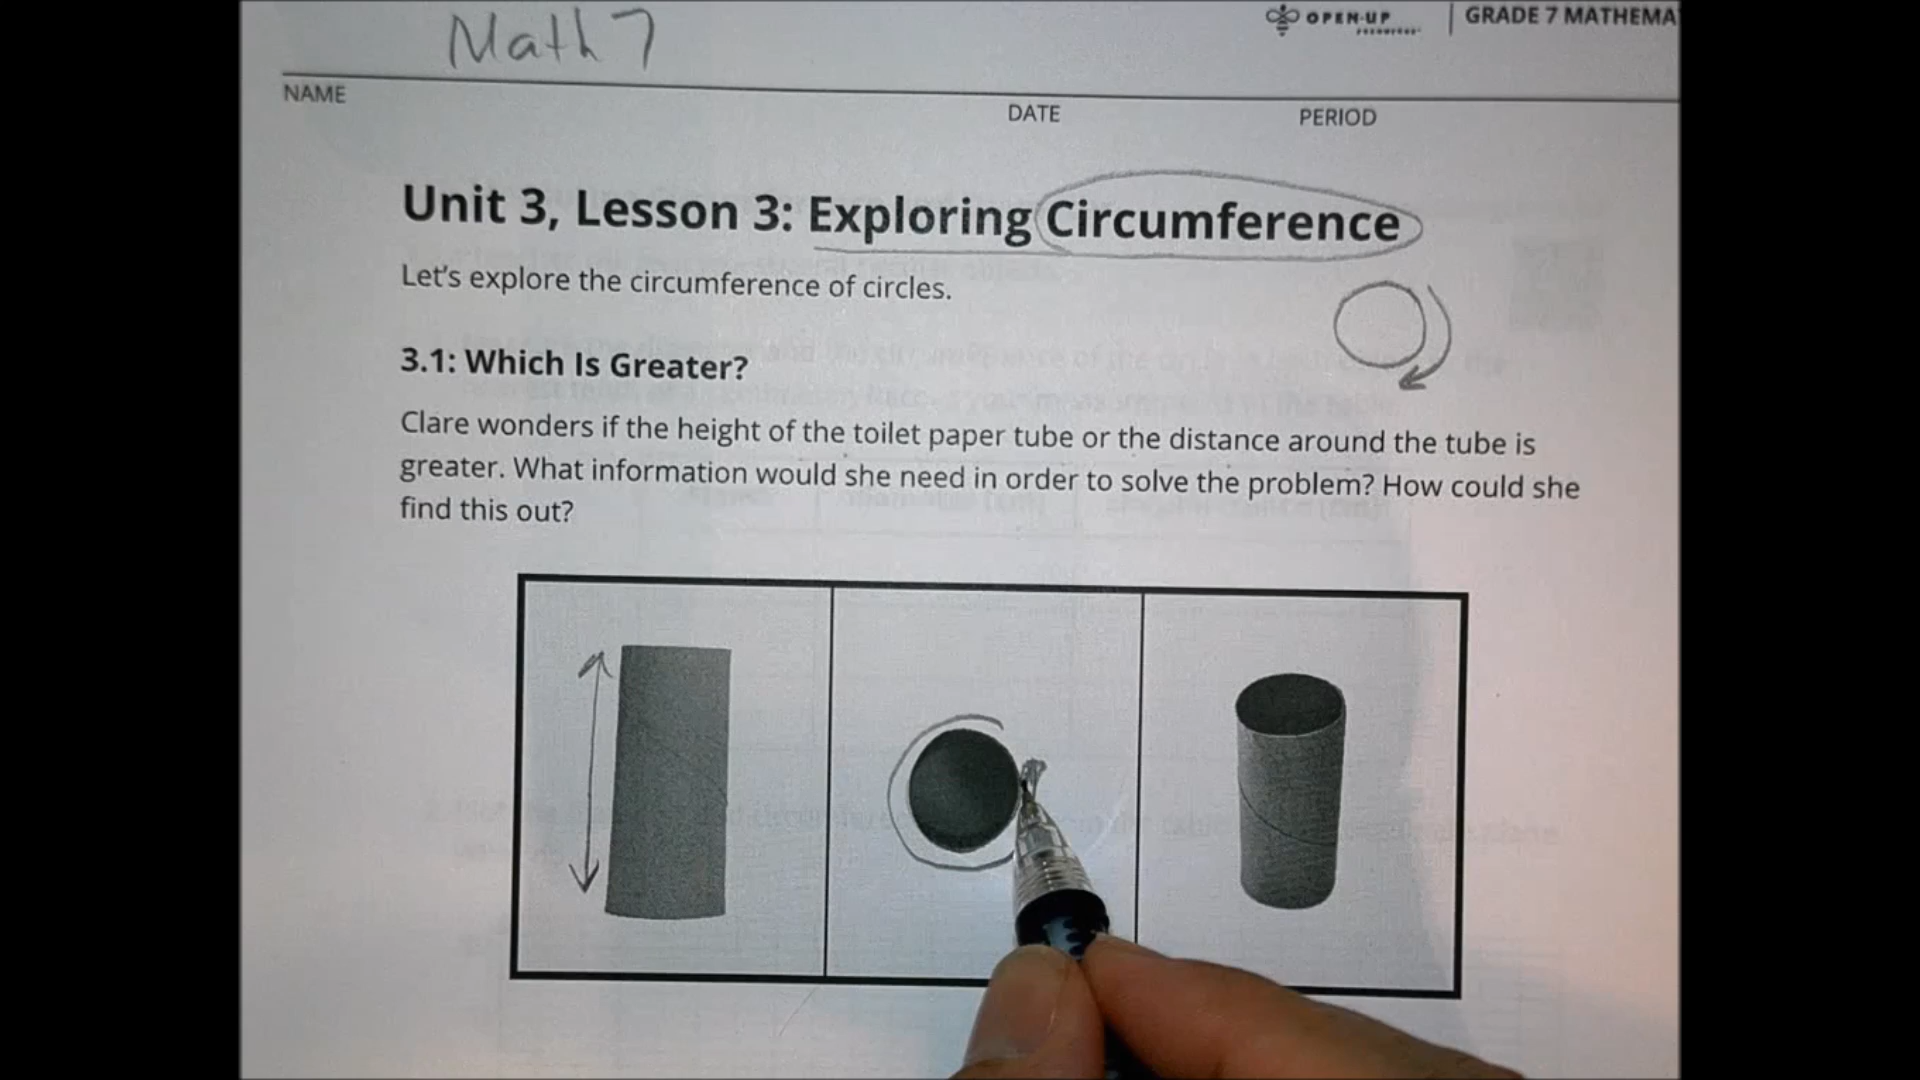 Math 7
OPEN-UP
GRADE 7 MATHEMA
NAME
DATE
PERIOD
Unit 3, Lesson 3: Exploring Circumference
Let's explore the circumference of circles.
3.1: Which Is Greater?
Clare wonders if the height of the toilet paper tube or the distance around the tube is
greater. What information would she need in order to solve the problem? How could she
find this out?